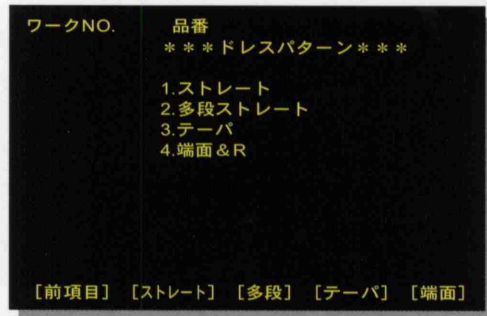 ワークNO. 品番
＊＊＊ドレスパターン＊＊＊
1.ストレート
2.多段ストレート
3.テーパ
4.端面&R
[前項目] [ストレート] [多段] [テーパ] [端面]